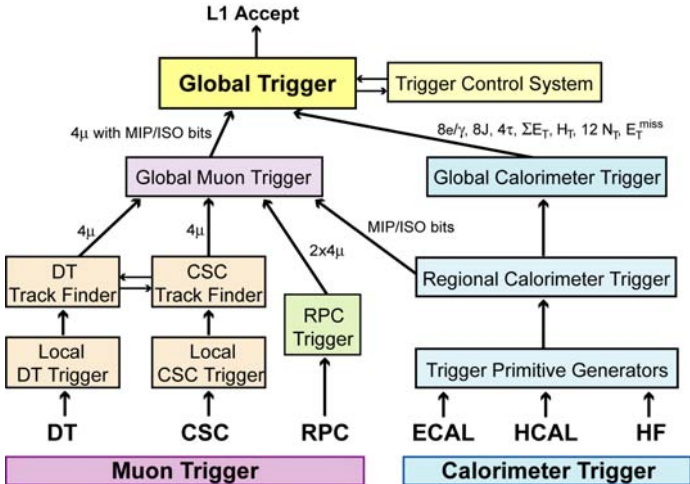 L1 Accept
Global Trigger
Trigger Control System
4μ with MIP/ISO bits
8e/γ, 8J, 4τ, ΣE_T, H_T, 12 N_T, E_T^miss
Global Muon Trigger
Global Calorimeter Trigger
4μ
4μ
2x4μ
MIP/ISO bits
DT
Track Finder
CSC
Track Finder
Regional Calorimeter Trigger
RPC
Trigger
Local
DT Trigger
Local
CSC Trigger
Trigger Primitive Generators
DT
CSC
RPC
ECAL
HCAL
HF
Muon Trigger
Calorimeter Trigger